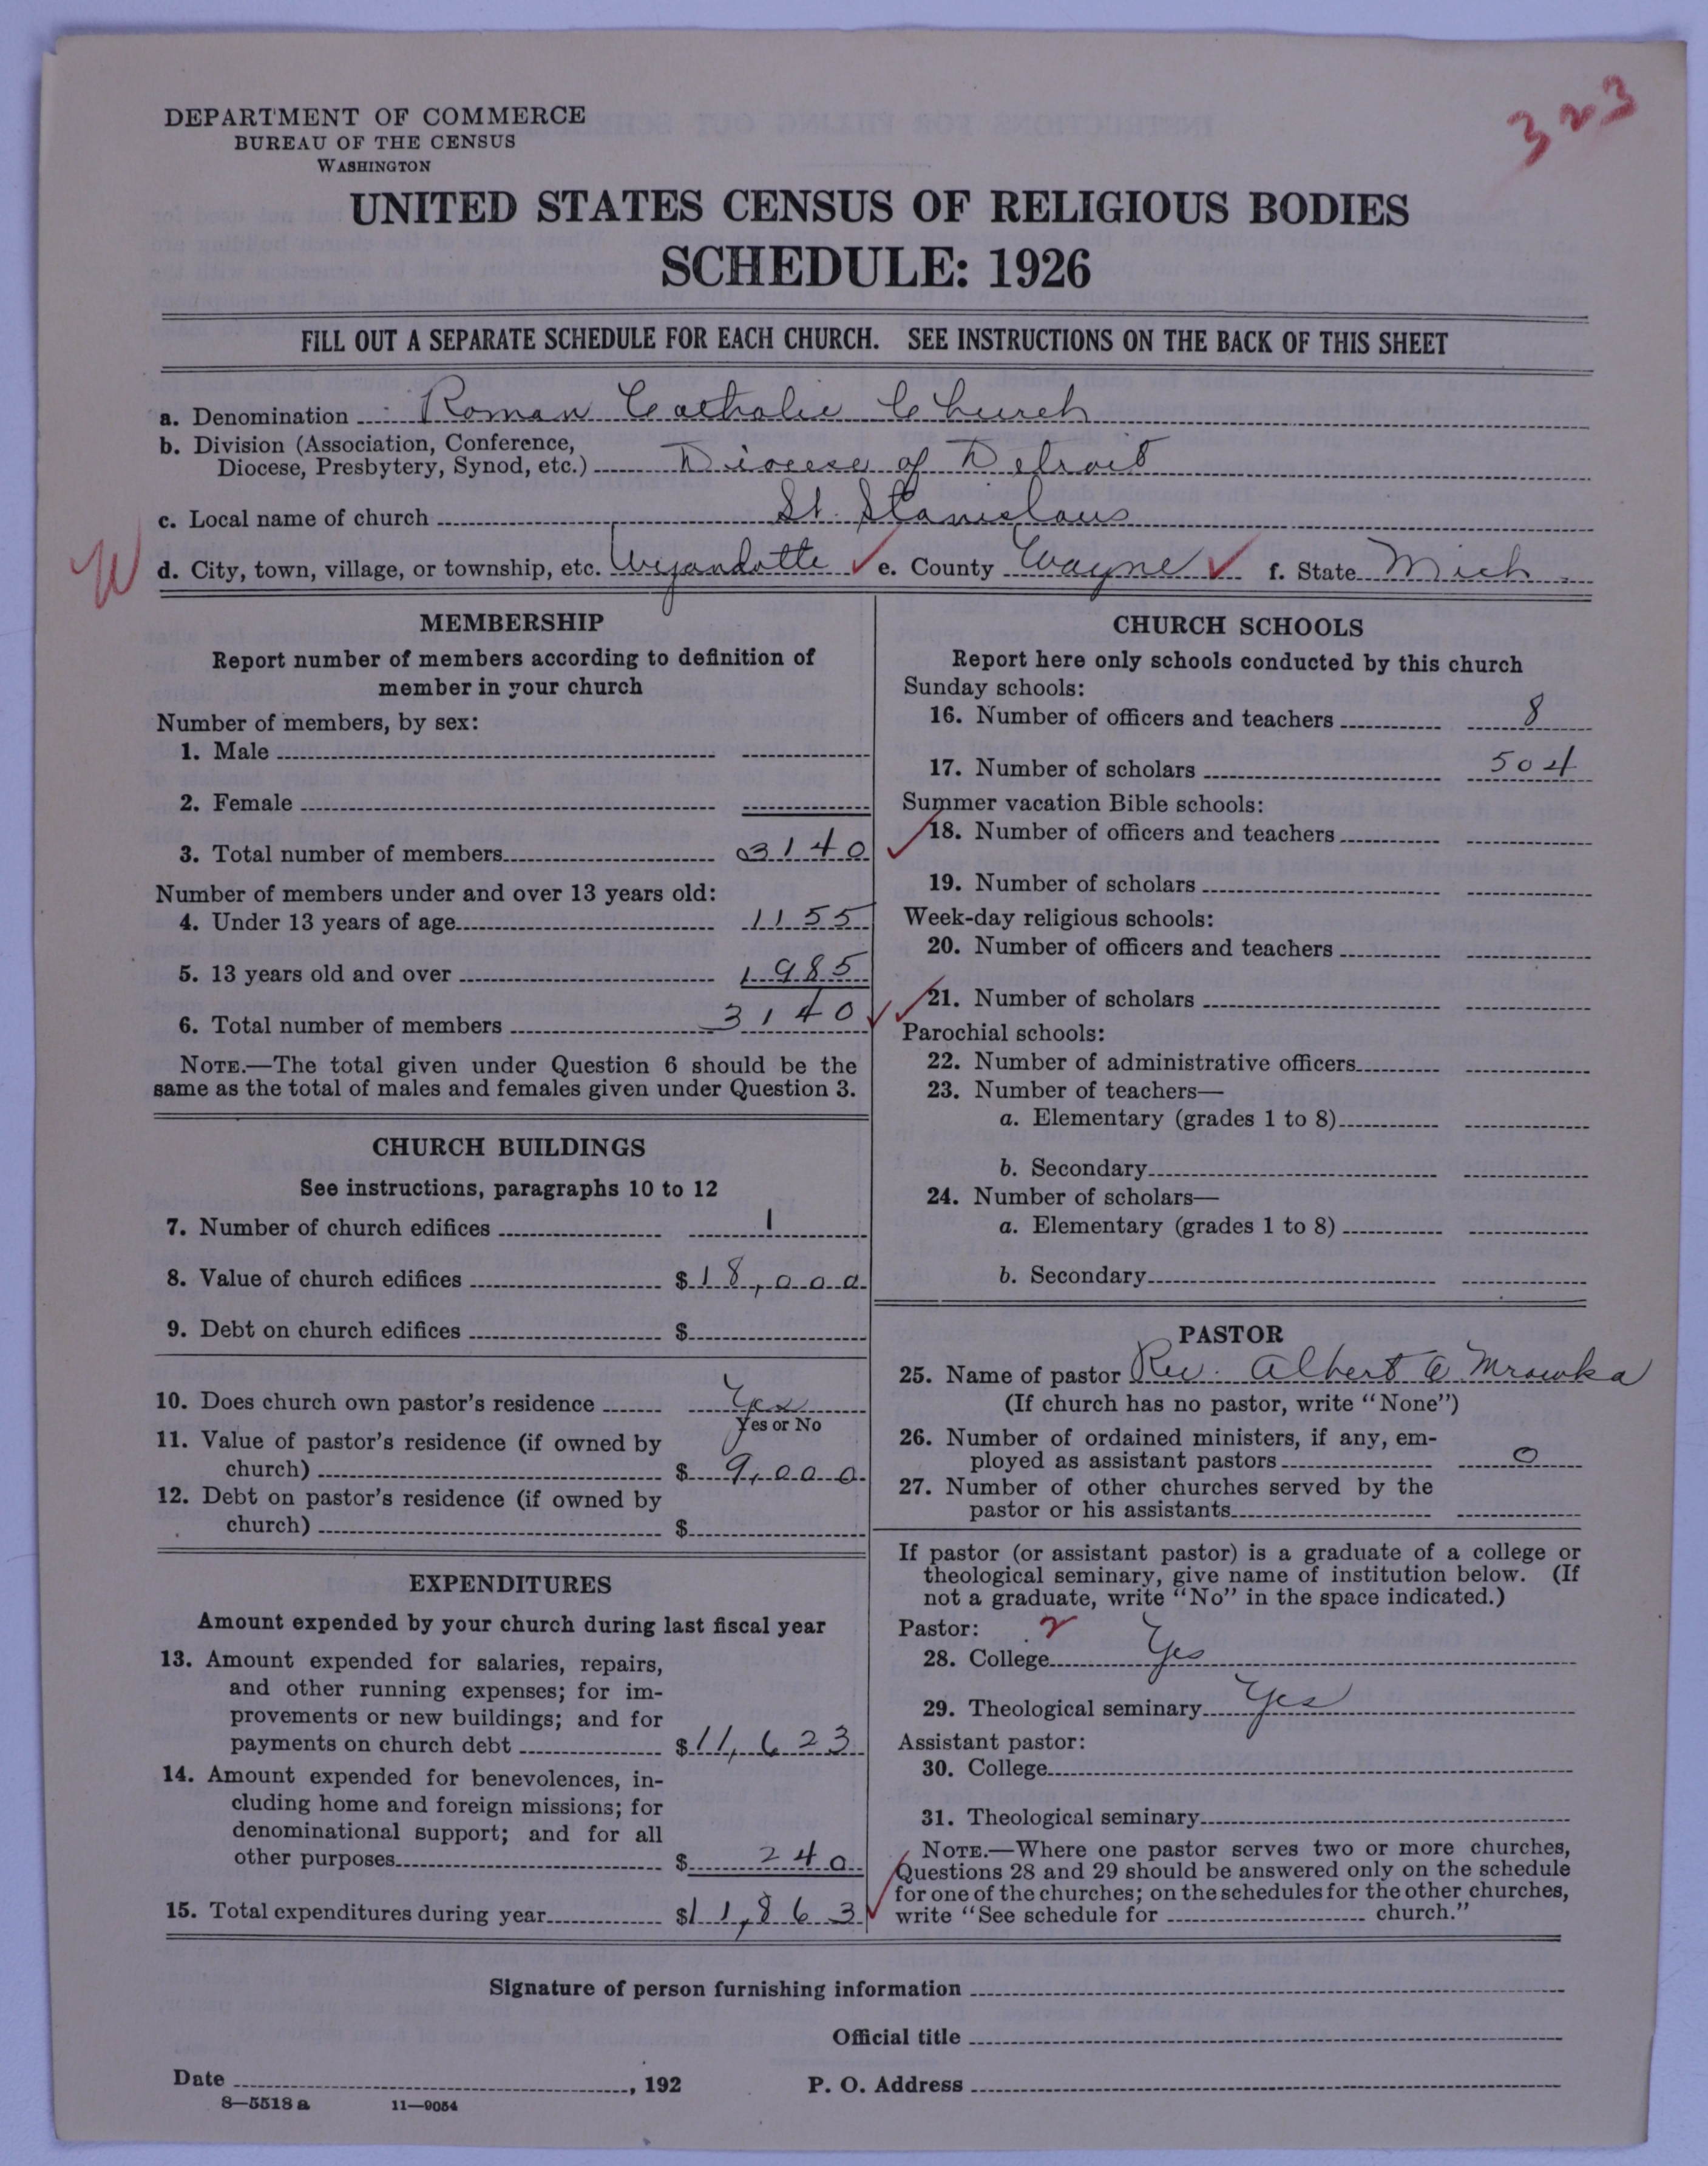 323
DEPARTMENT OF COMMERCE
BUREAU OF THE CENSUS
WASHINGTON
UNITED STATES CENSUS OF RELIGIOUS BODIES
SCHEDULE: 1926
FILL OUT A SEPARATE SCHEDULE FOR EACH CHURCH. SEE INSTRUCTIONS ON THE BACK OF THIS SHEET
a. Denomination Roman Catholic Church
b. Division (Association, Conference,
Diocese, Presbytery, Synod, etc.) Diocese of Detroit
c. Local name of church St. Stanislaus
W d. City, town, village, or township, etc. Wyandotte ✓ e. County Wayne ✓ f. State Mich
MEMBERSHIP
Report number of members according to definition of
member in your church
Number of members, by sex:
1. Male
2. Female
3. Total number of members 3140
Number of members under and over 13 years old:
4. Under 13 years of age 1155
5. 13 years old and over 1985
6. Total number of members 3140 ✓
NOTE.—The total given under Question 6 should be the
same as the total of males and females given under Question 3.
CHURCH BUILDINGS
See instructions, paragraphs 10 to 12
7. Number of church edifices 1
8. Value of church edifices $18,000
9. Debt on church edifices $
10. Does church own pastor's residence Yes
Yes or No
11. Value of pastor's residence (if owned by
church) $ 9,000
12. Debt on pastor's residence (if owned by
church) $
EXPENDITURES
Amount expended by your church during last fiscal year
13. Amount expended for salaries, repairs,
and other running expenses; for im-
provements or new buildings; and for
payments on church debt $11,623
14. Amount expended for benevolences, in-
cluding home and foreign missions; for
denominational support; and for all
other purposes $ 240
15. Total expenditures during year $11,863 ✓
CHURCH SCHOOLS
Report here only schools conducted by this church
Sunday schools:
16. Number of officers and teachers 8
17. Number of scholars 504
Summer vacation Bible schools:
✓ 18. Number of officers and teachers
19. Number of scholars
Week-day religious schools:
20. Number of officers and teachers
✓ 21. Number of scholars
Parochial schools:
22. Number of administrative officers
23. Number of teachers—
a. Elementary (grades 1 to 8)
b. Secondary
24. Number of scholars—
a. Elementary (grades 1 to 8)
b. Secondary
PASTOR
25. Name of pastor Rev. Albert A Mrowka
(If church has no pastor, write "None")
26. Number of ordained ministers, if any, em-
ployed as assistant pastors 0
27. Number of other churches served by the
pastor or his assistants
If pastor (or assistant pastor) is a graduate of a college or
theological seminary, give name of institution below. (If
not a graduate, write "No" in the space indicated.)
Pastor: 2
28. College Yes
29. Theological seminary Yes
Assistant pastor:
30. College
31. Theological seminary
NOTE.—Where one pastor serves two or more churches,
Questions 28 and 29 should be answered only on the schedule
for one of the churches; on the schedules for the other churches,
write "See schedule for church."
Signature of person furnishing information
Official title
Date , 192 P. O. Address
8—5518 a 11—9054